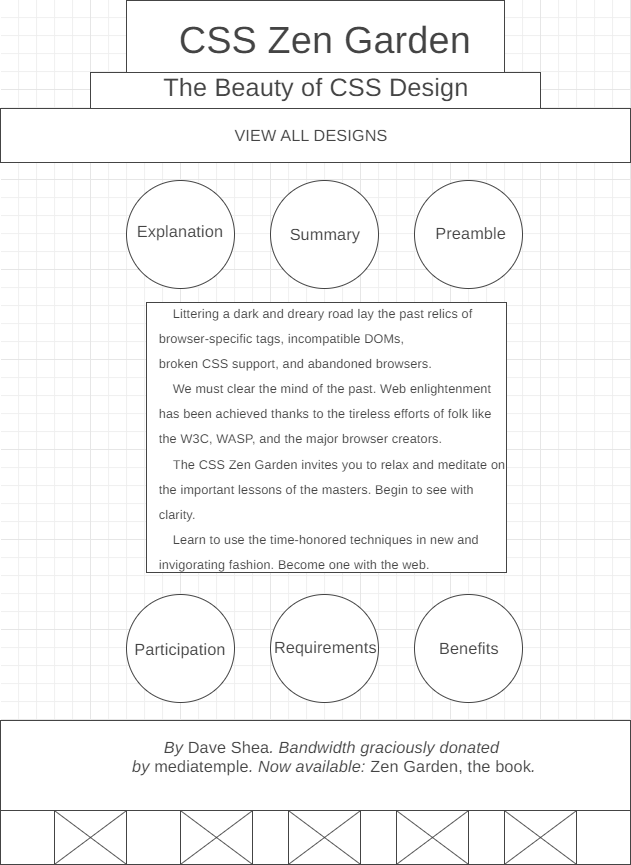 CSS Zen Garden
The Beauty of CSS Design
VIEW ALL DESIGNS
Explanation
Summary
Preamble
Littering a dark and dreary road lay the past relics of
browser-specific tags, incompatible DOMs,
broken CSS support, and abandoned browsers.
We must clear the mind of the past. Web enlightenment
has been achieved thanks to the tireless efforts of folk like
the W3C, WASP, and the major browser creators.
The CSS Zen Garden invites you to relax and meditate on
the important lessons of the masters. Begin to see with
clarity.
Learn to use the time-honored techniques in new and
invigorating fashion. Become one with the web.
Participation
Requirements
Benefits
By Dave Shea. Bandwidth graciously donated
by mediatemple. Now available: Zen Garden, the book.